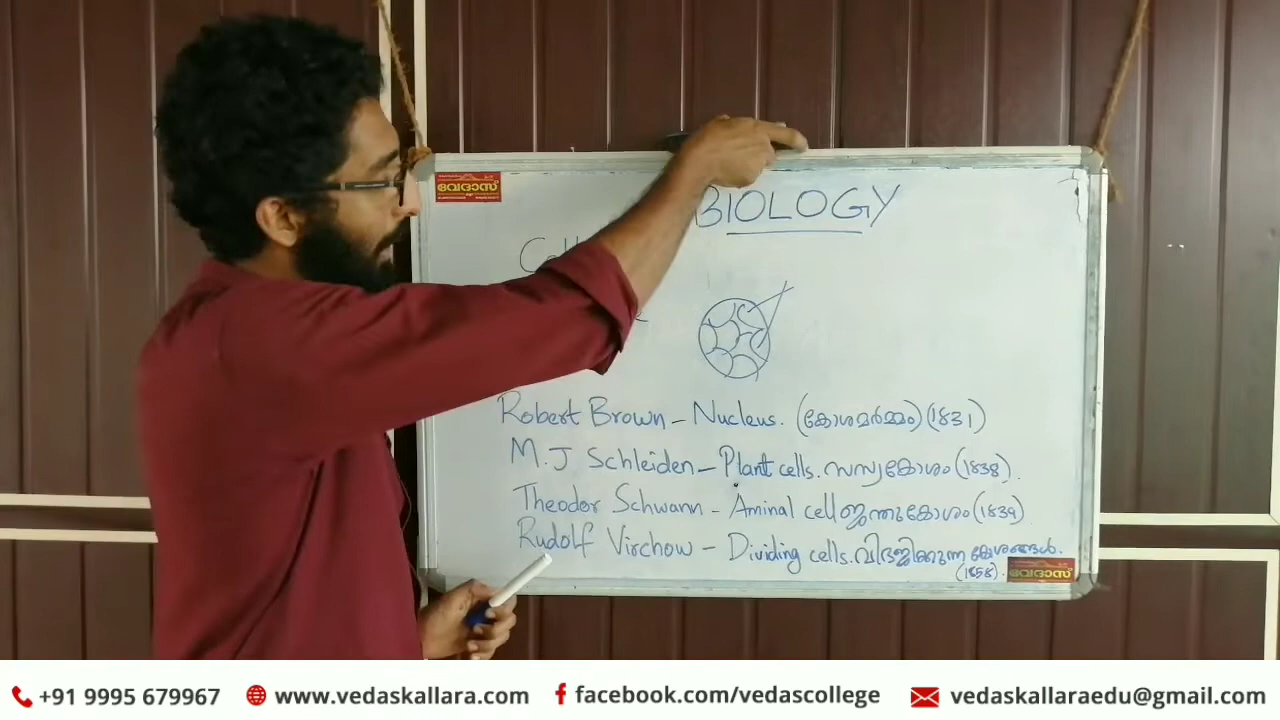 വേദാസ്
BIOLOGY
Cell
Robert Brown - Nucleus. (കോശമർമ്മം) (1831)
M.J Schleiden - Plant cells. സസ്യകോശം (1838).
Theodor Schwann - Aminal cell ജന്തുകോശം (1839)
Rudolf Virchow - Dividing cells. വിഭജിക്കുന്ന കോശങ്ങൾ.
(1858).
വേദാസ്
+91 9995 679967 www.vedaskallara.com facebook.com/vedascollege vedaskallaraedu@gmail.com